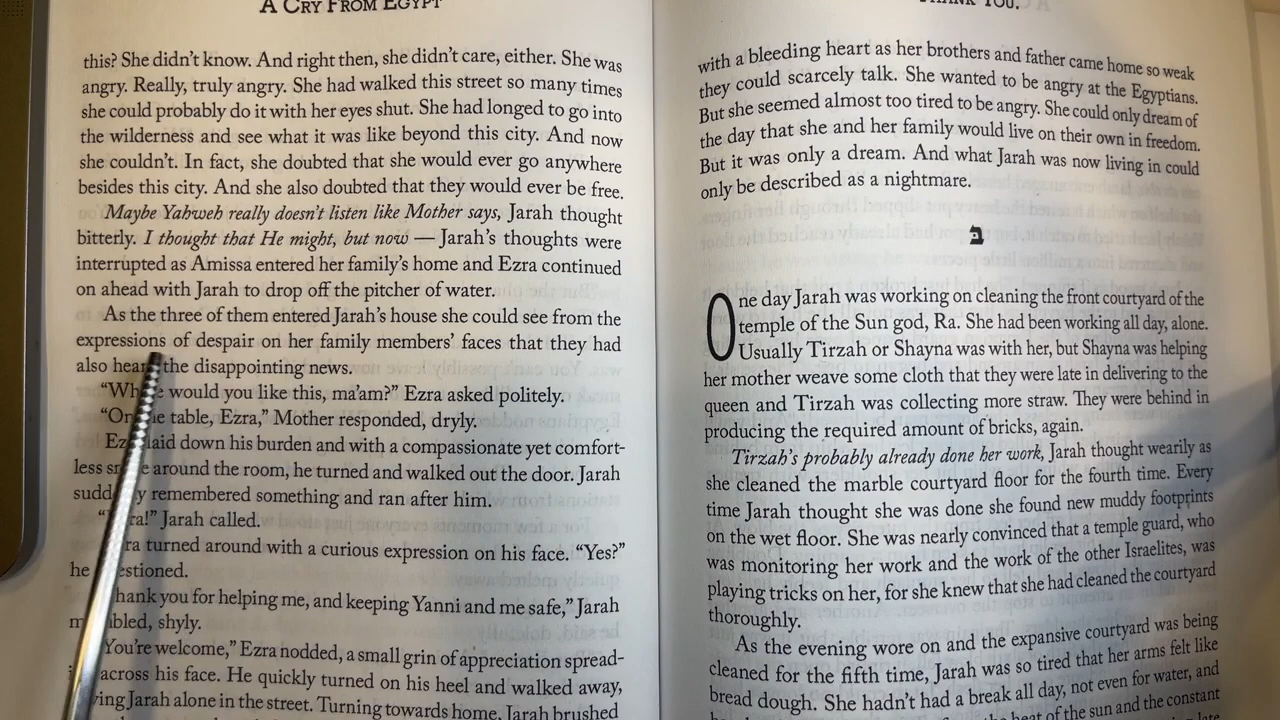 A CRY FROM EGYPT
this? She didn't know. And right then, she didn't care, either. She was
angry. Really, truly angry. She had walked this street so many times
she could probably do it with her eyes shut. She had longed to go into
the wilderness and see what it was like beyond this city. And now
she couldn't. In fact, she doubted that she would ever go anywhere
besides this city. And she also doubted that they would ever be free.
Maybe Yahweh really doesn't listen like Mother says, Jarah thought
bitterly. I thought that He might, but now — Jarah's thoughts were
interrupted as Amissa entered her family's home and Ezra continued
on ahead with Jarah to drop off the pitcher of water.
As the three of them entered Jarah's house she could see from the
expressions of despair on her family members' faces that they had
also the disappointing news.
would you like this, ma'am?" Ezra asked politely.
table, Ezra," Mother responded, dryly.
laid down his burden and with a compassionate yet comfort-
less around the room, he turned and walked out the door. Jarah
remembered something and ran after him.
Jarah called.
turned around with a curious expression on his face. "Yes?"
he
you for helping me, and keeping Yanni and me safe," Jarah
shyly.
You're welcome," Ezra nodded, a small grin of appreciation spread-
across his face. He quickly turned on his heel and walked away,
Jarah alone in the street. Turning towards home, Jarah brushed
YOU.
with a bleeding heart as her brothers and father came home so weak
they could scarcely talk. She wanted to be angry at the Egyptians.
But she seemed almost too tired to be angry. She could only dream of
the day that she and her family would live on their own in freedom.
But it was only a dream. And what Jarah was now living in could
only be described as a nightmare.
One day Jarah was working on cleaning the front courtyard of the
temple of the Sun god, Ra. She had been working all day, alone.
Usually Tirzah or Shayna was with her, but Shayna was helping
her mother weave some cloth that they were late in delivering to the
queen and Tirzah was collecting more straw. They were behind in
producing the required amount of bricks, again.
Tirzah's probably already done her work, Jarah thought wearily as
she cleaned the marble courtyard floor for the fourth time. Every
time Jarah thought she was done she found new muddy footprints
on the wet floor. She was nearly convinced that a temple guard, who
was monitoring her work and the work of the other Israelites, was
playing tricks on her, for she knew that she had cleaned the courtyard
thoroughly.
As the evening wore on and the expansive courtyard was being
cleaned for the fifth time, Jarah was so tired that her arms felt like
bread dough. She hadn't had a break all day, not even for water, and
heat of the sun and the constant